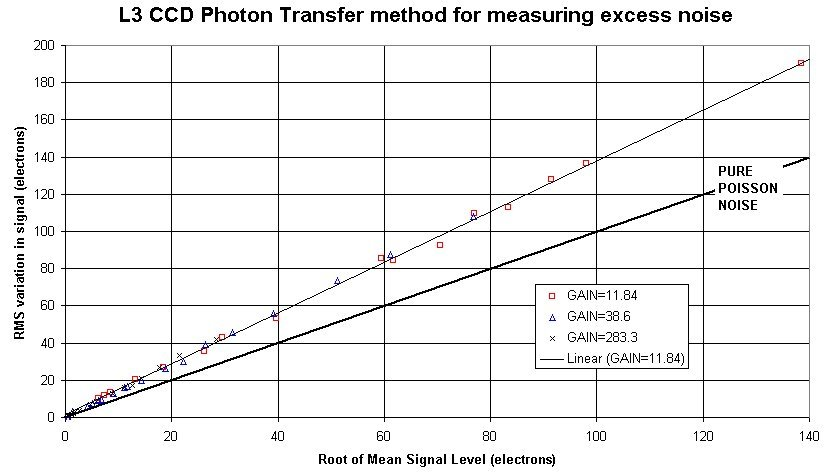 L3 CCD Photon Transfer method for measuring excess noise
200
180
160
140
120
100
80
60
40
20
0
RMS variation in signal (electrons)
PURE
POISSON
NOISE
GAIN=11.84
GAIN=38.6
GAIN=283.3
Linear (GAIN=11.84)
0 20 40 60 80 100 120 140
Root of Mean Signal Level (electrons)